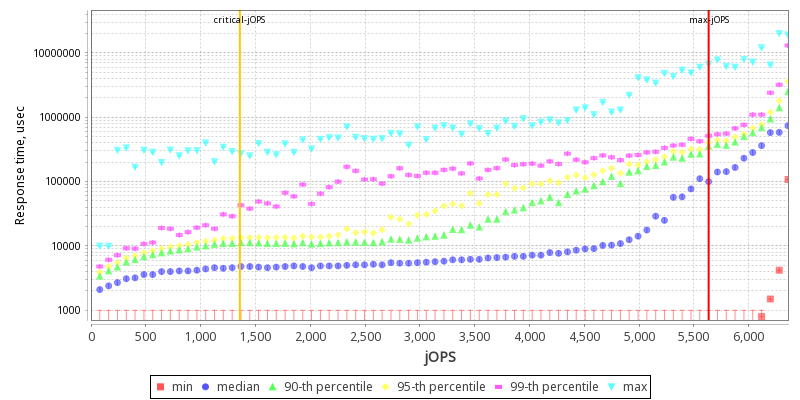 critical-jOPS max-jOPS
10000000
1000000
100000
10000
1000
Response time, usec
0 500 1,000 1,500 2,000 2,500 3,000 3,500 4,000 4,500 5,000 5,500 6,000
jOPS
min median 90-th percentile 95-th percentile 99-th percentile max